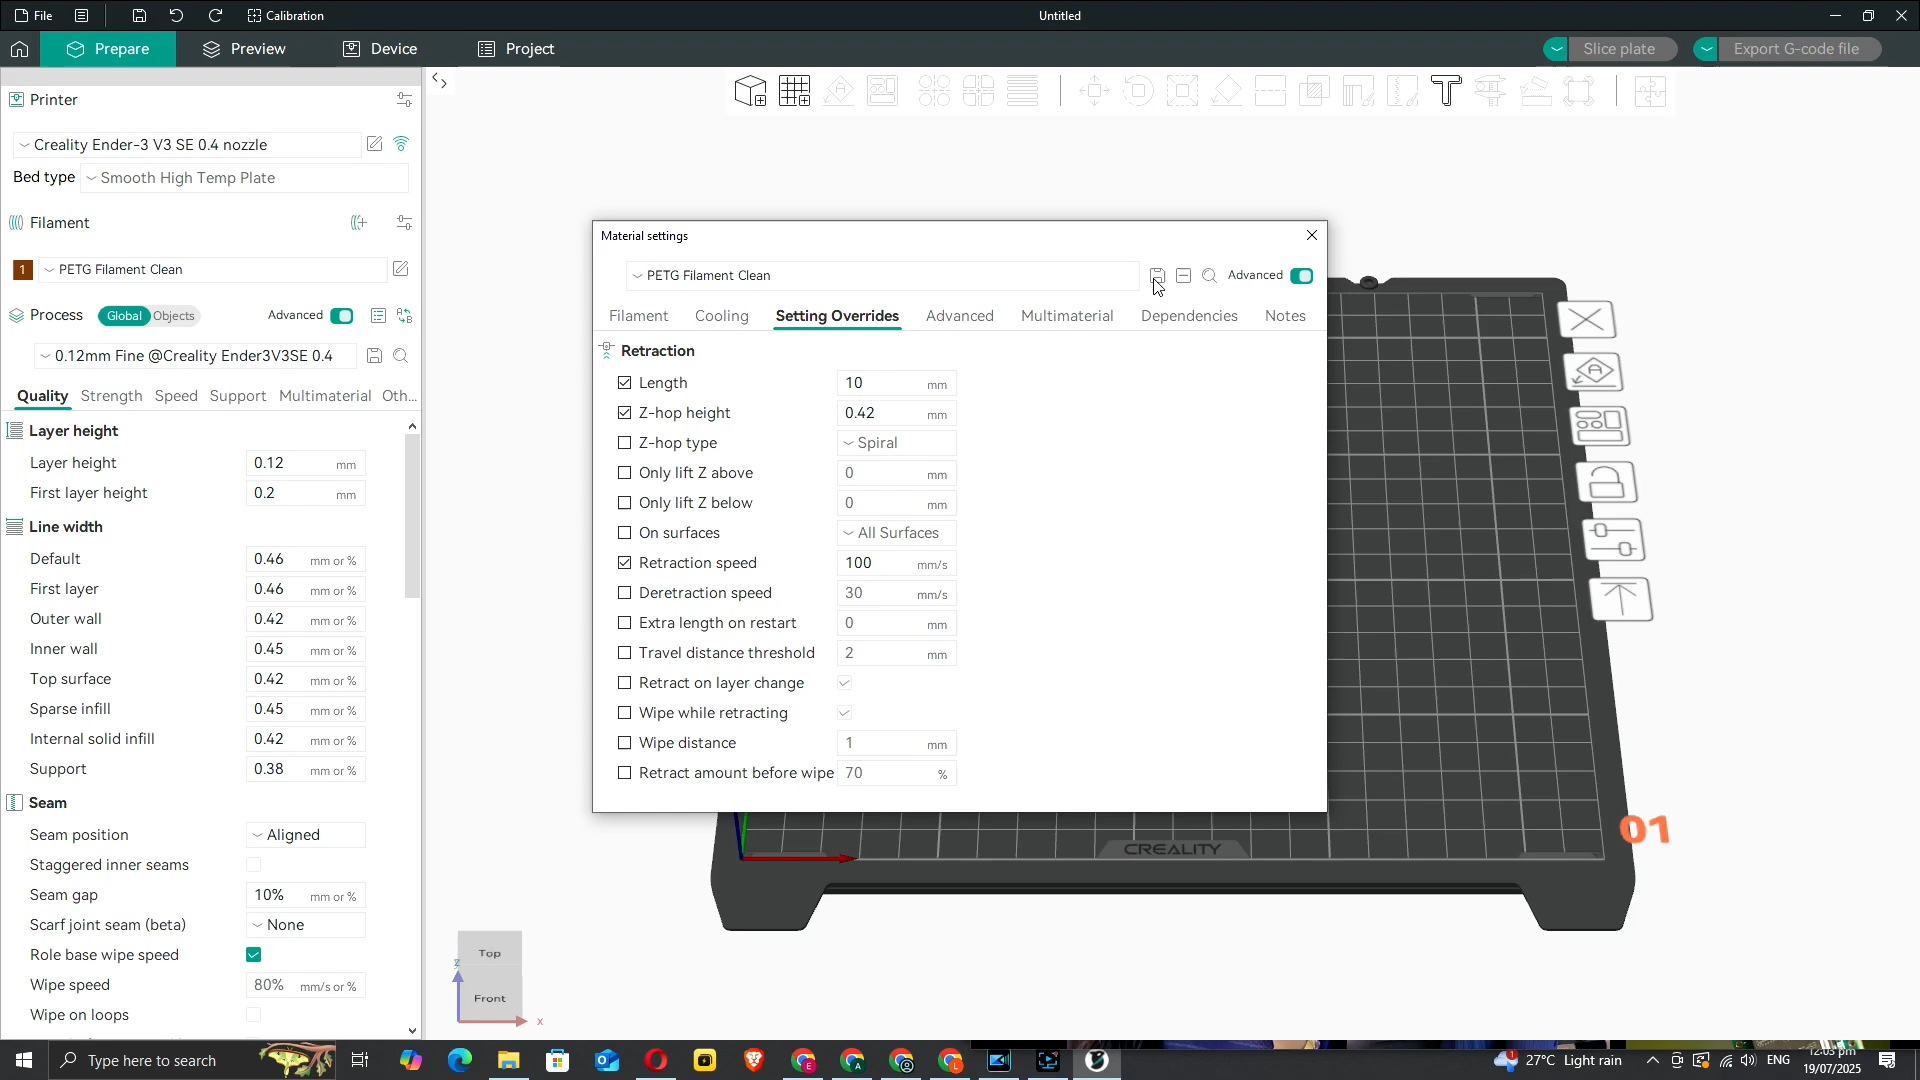 File
Calibration
Untitled
Prepare
Preview
Device
Project
Slice plate
Export G-code file
Printer
Creality Ender-3 V3 SE 0.4 nozzle
Bed type
Smooth High Temp Plate
Filament
1
PETG Filament Clean
Process
Global
Objects
Advanced
0.12mm Fine @Creality Ender3V3SE 0.4
Quality
Strength
Speed
Support
Multimaterial
Oth...
Layer height
Layer height
0.12 mm
First layer height
0.2 mm
Line width
Default
0.46 mm or %
First layer
0.46 mm or %
Outer wall
0.42 mm or %
Inner wall
0.45 mm or %
Top surface
0.42 mm or %
Sparse infill
0.45 mm or %
Internal solid infill
0.42 mm or %
Support
0.38 mm or %
Seam
Seam position
Aligned
Staggered inner seams
Seam gap
10% mm or %
Scarf joint seam (beta)
None
Role base wipe speed
Wipe speed
80% mm/s or %
Wipe on loops
Material settings
PETG Filament Clean
Advanced
Filament
Cooling
Setting Overrides
Advanced
Multimaterial
Dependencies
Notes
Retraction
Length
10 mm
Z-hop height
0.42 mm
Z-hop type
Spiral
Only lift Z above
0 mm
Only lift Z below
0 mm
On surfaces
All Surfaces
Retraction speed
100 mm/s
Deretraction speed
30 mm/s
Extra length on restart
0 mm
Travel distance threshold
2 mm
Retract on layer change
Wipe while retracting
Wipe distance
1 mm
Retract amount before wipe
70 %
01
CREALITY
Top
Front
z
x
Type here to search
27°C Light rain
ENG
12:03 pm
19/07/2025